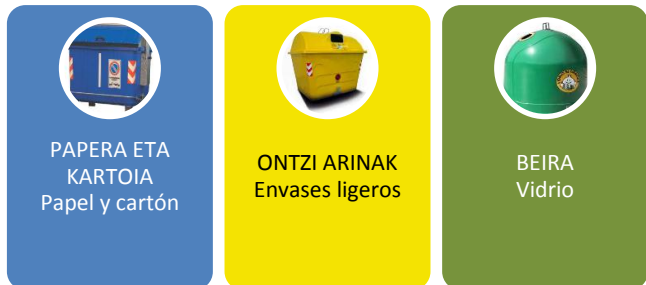 PAPERA ETA
KARTOIA
Papel y cartón
ONTZI ARINAK
Envases ligeros
BEIRA
Vidrio